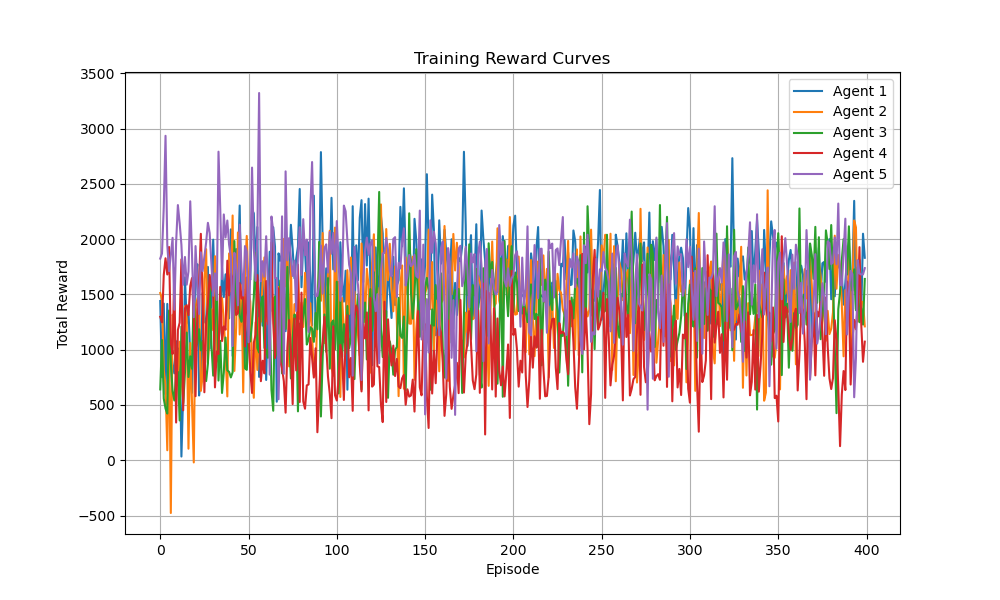 Training Reward Curves
3500
3000
2500
2000
1500
1000
500
0
−500
Total Reward
Agent 1
Agent 2
Agent 3
Agent 4
Agent 5
0 50 100 150 200 250 300 350 400
Episode